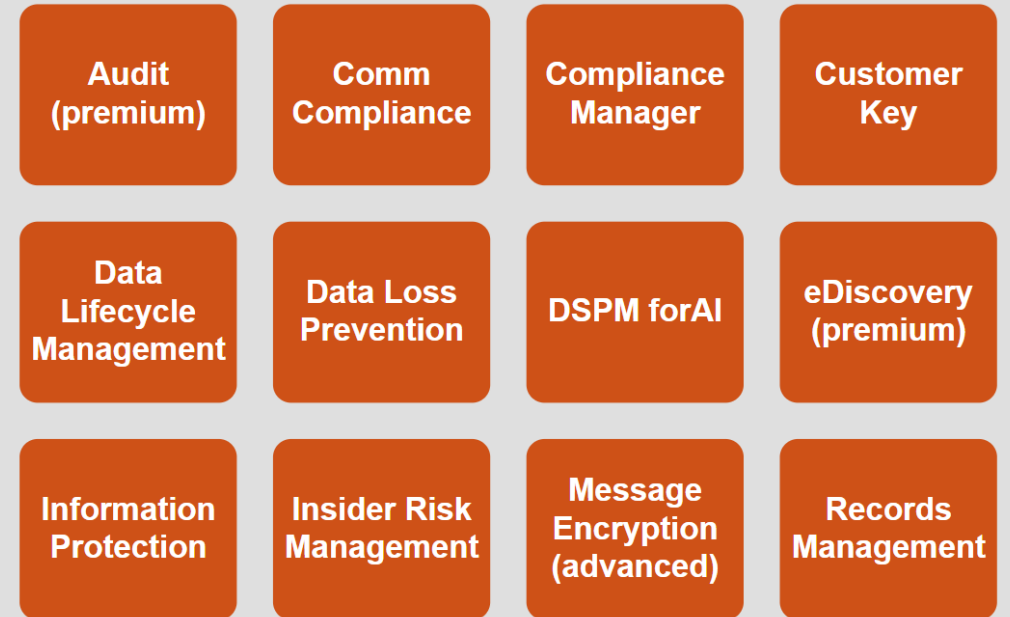 Audit
(premium)
Comm
Compliance
Compliance
Manager
Customer
Key
Data
Lifecycle
Management
Data Loss
Prevention
DSPM forAI
eDiscovery
(premium)
Information
Protection
Insider Risk
Management
Message
Encryption
(advanced)
Records
Management